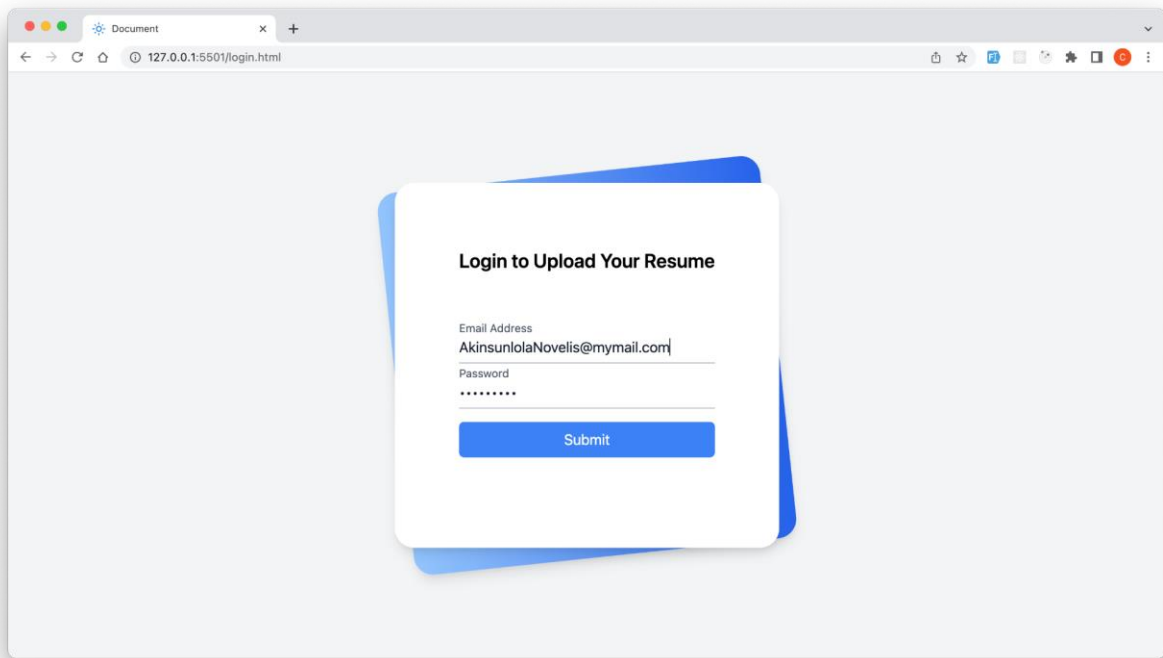 Document
127.0.0.1:5501/login.html
C
Login to Upload Your Resume
Email Address
AkinsunlolaNovelis@mymail.com
Password
•••••••••
Submit